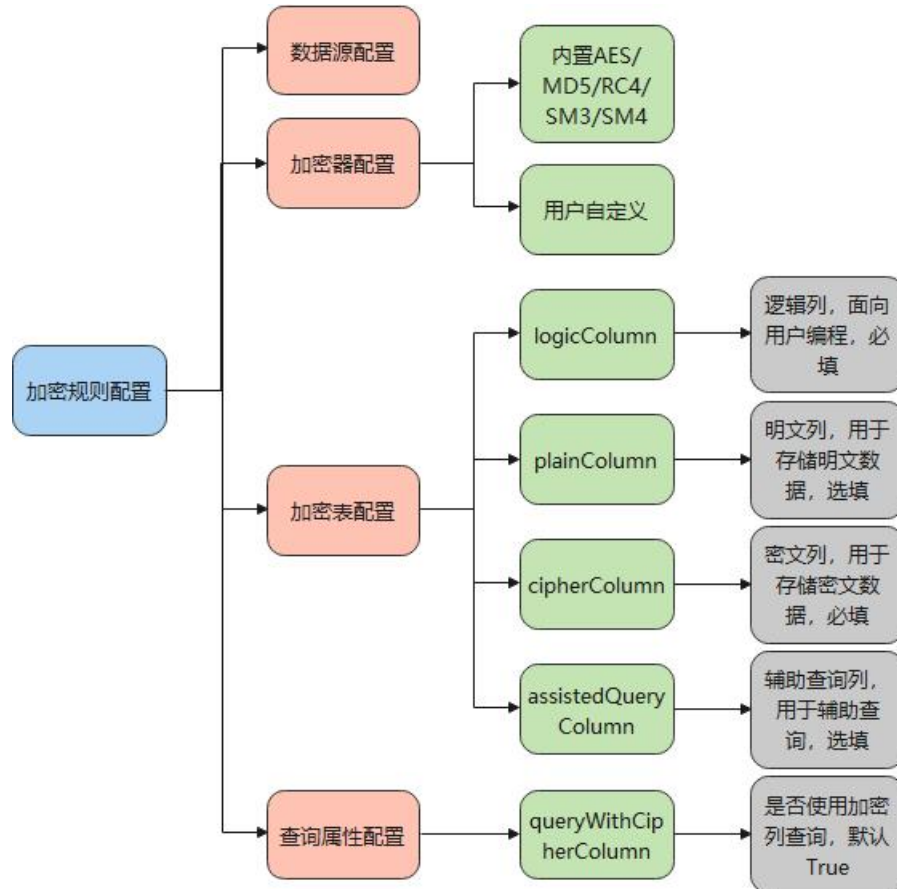 数据源配置
内置AES/
MD5/RC4/
SM3/SM4
加密器配置
用户自定义
逻辑列，面向
用户编程，必
填
logicColumn
加密规则配置
明文列，用于
存储明文数
据，选填
plainColumn
加密表配置
密文列，用于
存储密文数
据，必填
cipherColumn
辅助查询列，
用于辅助查
询，选填
assistedQuery
Column
查询属性配置
queryWithCip
herColumn
是否使用加密
列查询，默认
True